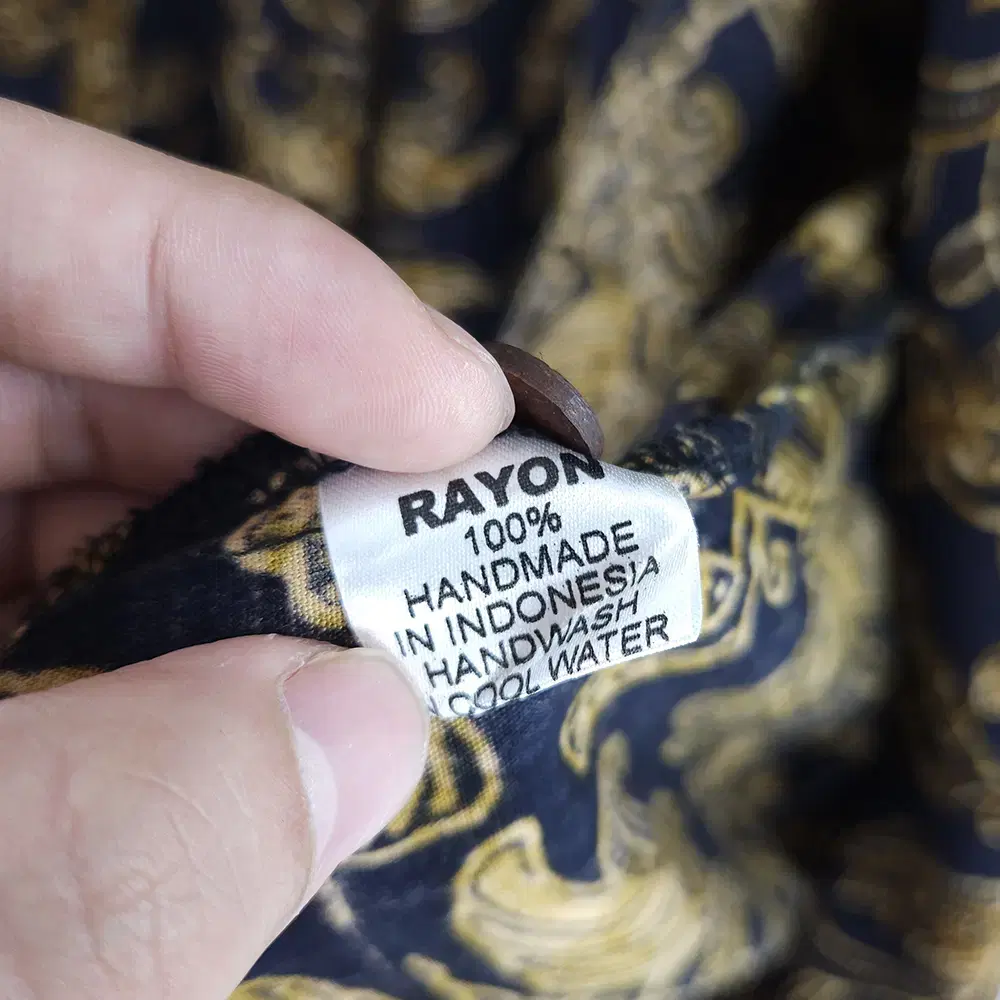 RAYON
100%
HANDMADE
IN INDONESIA
HANDWASH
COOL WATER